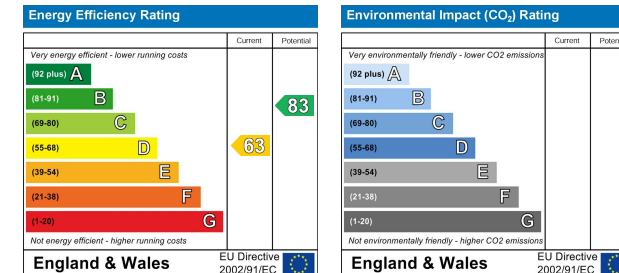 Energy Efficiency Rating
Current Potential
Very energy efficient - lower running costs
(92 plus) A
(81-91) B
(69-80) C
(55-68) D
(39-54) E
(21-38) F
(1-20) G
83
63
Not energy efficient - higher running costs
England & Wales
EU Directive
2002/91/EC
Environmental Impact (CO₂) Rating
Current Poten
Very environmentally friendly - lower CO2 emissions
(92 plus) A
(81-91) B
(69-80) C
(55-68) D
(39-54) E
(21-38) F
(1-20) G
Not environmentally friendly - higher CO2 emissions
England & Wales
EU Directive
2002/91/EC